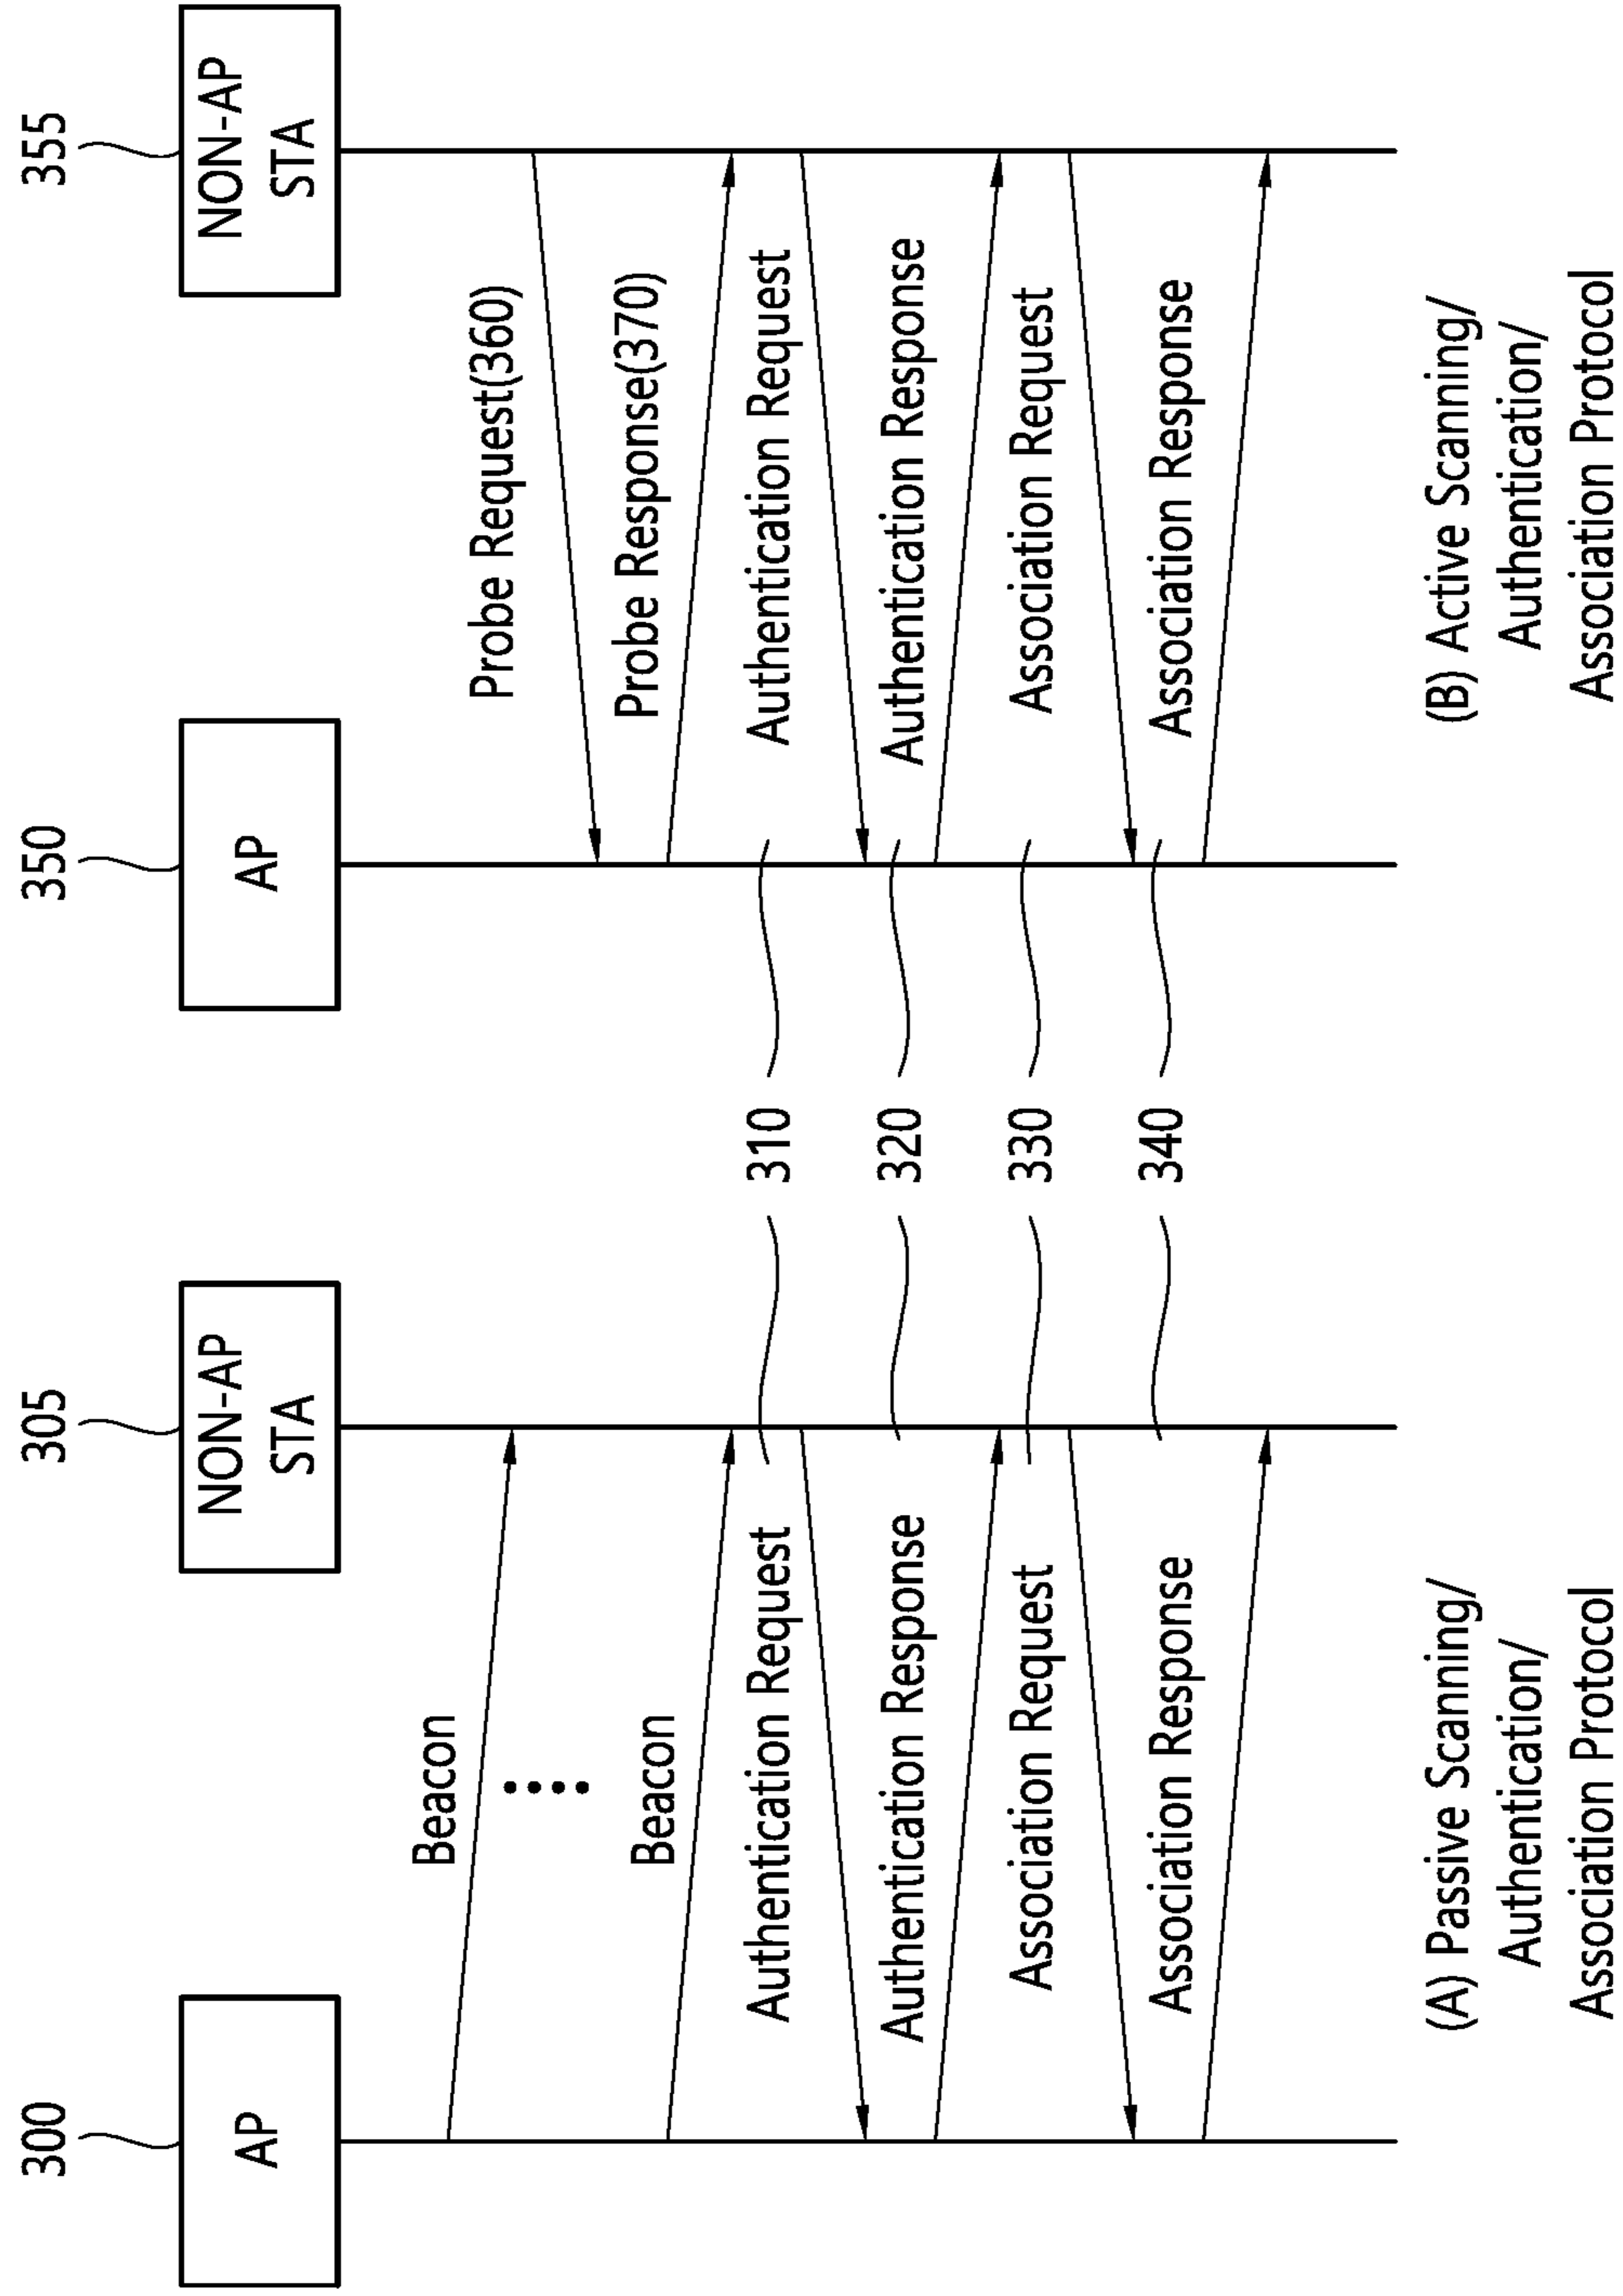 300
AP
305
NON-AP
STA
Beacon
Beacon
Authentication Request
Authentication Response
Association Request
Association Response
(A) Passive Scanning/
Authentication/
Association Protocol
310
320
330
340
350
AP
355
NON-AP
STA
Probe Request(360)
Probe Response(370)
Authentication Request
Authentication Response
Association Request
Association Response
(B) Active Scanning/
Authentication/
Association Protocol